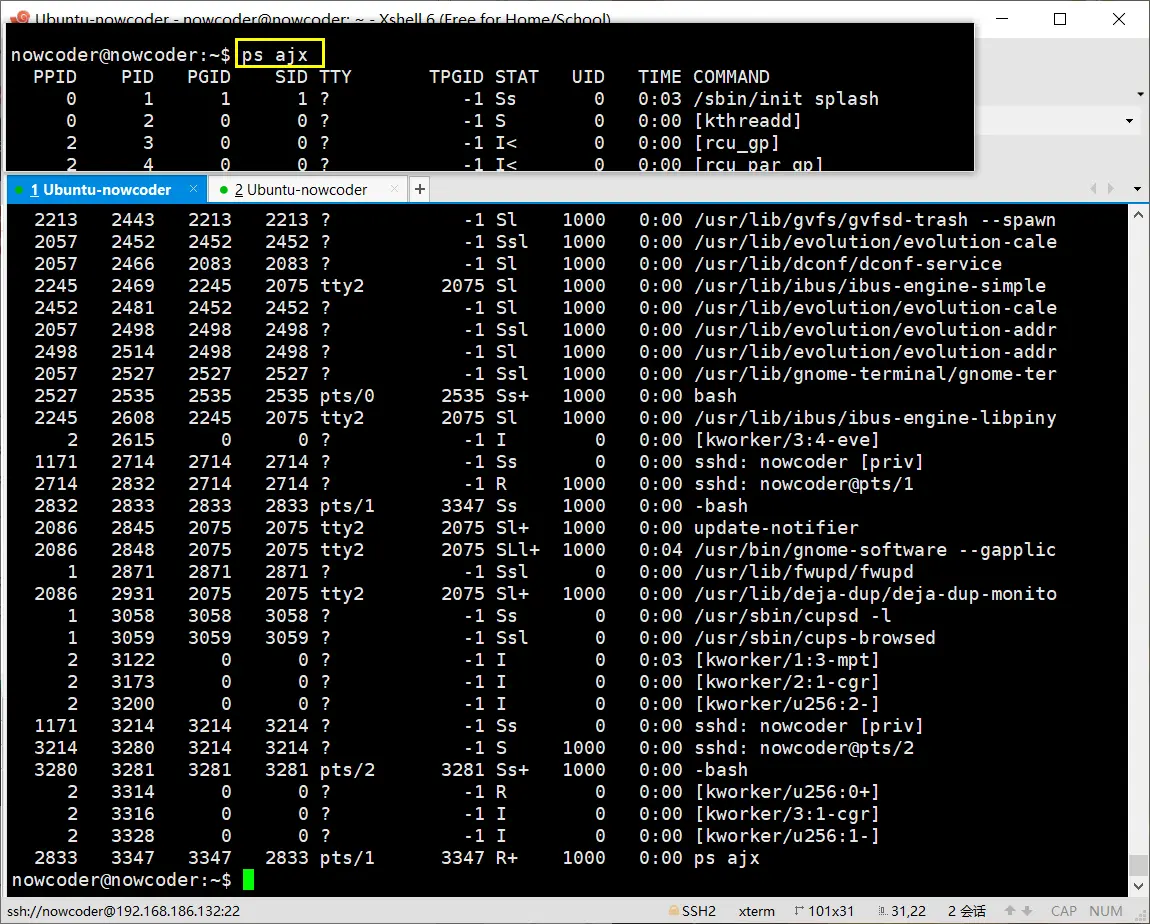 Ubuntu-nowcoder - nowcoder@nowcoder: ~ - Xshell 6 (Free for Home/School)
nowcoder@nowcoder:~$ ps ajx
PPID PID PGID SID TTY TPGID STAT UID TIME COMMAND
0 1 1 1 ? -1 Ss 0 0:03 /sbin/init splash
0 2 0 0 ? -1 S 0 0:00 [kthreadd]
2 3 0 0 ? -1 I< 0 0:00 [rcu_gp]
2 4 0 0 ? -1 I< 0 0:00 [rcu_par_gp]
1 Ubuntu-nowcoder × 2 Ubuntu-nowcoder × +
2213 2443 2213 2213 ? -1 Sl 1000 0:00 /usr/lib/gvfs/gvfsd-trash --spawn
2057 2452 2452 2452 ? -1 Ssl 1000 0:00 /usr/lib/evolution/evolution-cale
2057 2466 2083 2083 ? -1 Sl 1000 0:00 /usr/lib/dconf/dconf-service
2245 2469 2245 2075 tty2 2075 Sl 1000 0:00 /usr/lib/ibus/ibus-engine-simple
2452 2481 2452 2452 ? -1 Sl 1000 0:00 /usr/lib/evolution/evolution-cale
2057 2498 2498 2498 ? -1 Ssl 1000 0:00 /usr/lib/evolution/evolution-addr
2498 2514 2498 2498 ? -1 Sl 1000 0:00 /usr/lib/evolution/evolution-addr
2057 2527 2527 2527 ? -1 Ssl 1000 0:00 /usr/lib/gnome-terminal/gnome-ter
2527 2535 2535 2535 pts/0 2535 Ss+ 1000 0:00 bash
2245 2608 2245 2075 tty2 2075 Sl 1000 0:00 /usr/lib/ibus/ibus-engine-libpiny
2 2615 0 0 ? -1 I 0 0:00 [kworker/3:4-eve]
1171 2714 2714 2714 ? -1 Ss 0 0:00 sshd: nowcoder [priv]
2714 2832 2714 2714 ? -1 R 1000 0:00 sshd: nowcoder@pts/1
2832 2833 2833 2833 pts/1 3347 Ss 1000 0:00 -bash
2086 2845 2075 2075 tty2 2075 Sl+ 1000 0:00 update-notifier
2086 2848 2075 2075 tty2 2075 SLl+ 1000 0:04 /usr/bin/gnome-software --gapplic
1 2871 2871 2871 ? -1 Ssl 0 0:00 /usr/lib/fwupd/fwupd
2086 2931 2075 2075 tty2 2075 Sl+ 1000 0:00 /usr/lib/deja-dup/deja-dup-monito
1 3058 3058 3058 ? -1 Ss 0 0:00 /usr/sbin/cupsd -l
1 3059 3059 3059 ? -1 Ssl 0 0:00 /usr/sbin/cups-browsed
2 3122 0 0 ? -1 I 0 0:03 [kworker/1:3-mpt]
2 3173 0 0 ? -1 I 0 0:00 [kworker/2:1-cgr]
2 3200 0 0 ? -1 I 0 0:00 [kworker/u256:2-]
1171 3214 3214 3214 ? -1 Ss 0 0:00 sshd: nowcoder [priv]
3214 3280 3214 3214 ? -1 S 1000 0:00 sshd: nowcoder@pts/2
3280 3281 3281 3281 pts/2 3281 Ss+ 1000 0:00 -bash
2 3314 0 0 ? -1 R 0 0:00 [kworker/u256:0+]
2 3316 0 0 ? -1 I 0 0:00 [kworker/3:1-cgr]
2 3328 0 0 ? -1 I 0 0:00 [kworker/u256:1-]
2833 3347 3347 2833 pts/1 3347 R+ 1000 0:00 ps ajx
nowcoder@nowcoder:~$
ssh://nowcoder@192.168.186.132:22 SSH2 xterm 101x31 31,22 2 会话 CAP NUM